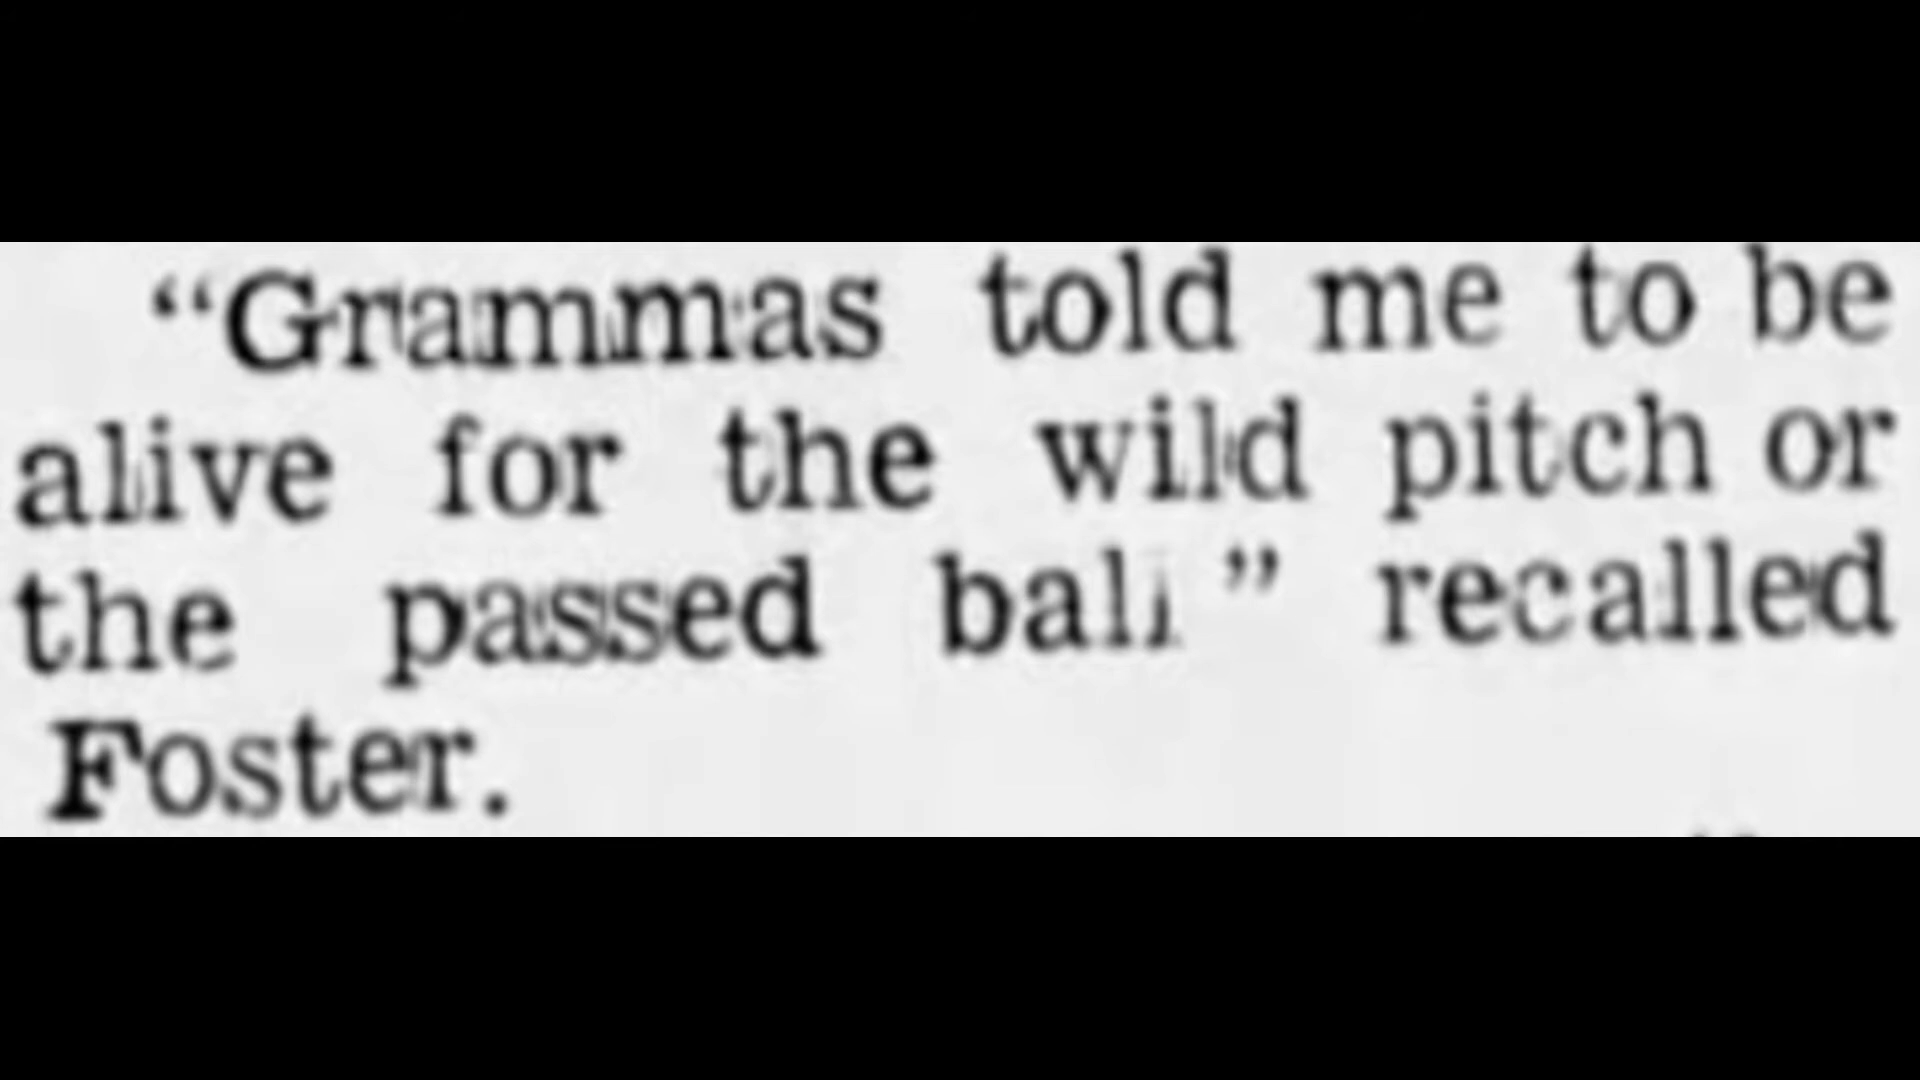 “Grammas told me to be
alive for the wild pitch or
the passed ball” recalled
Foster.